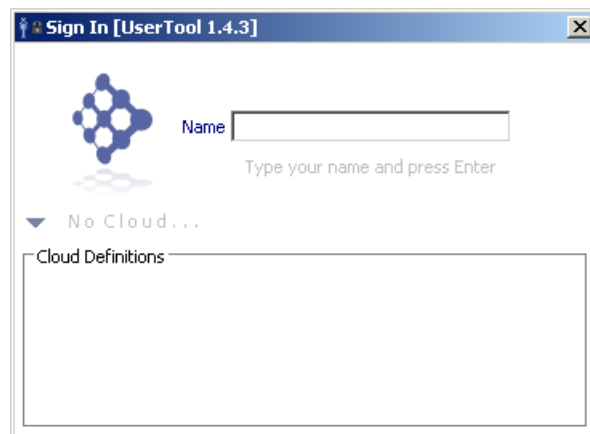 Sign In [UserTool 1.4.3]
Name
Type your name and press Enter
No Cloud...
Cloud Definitions